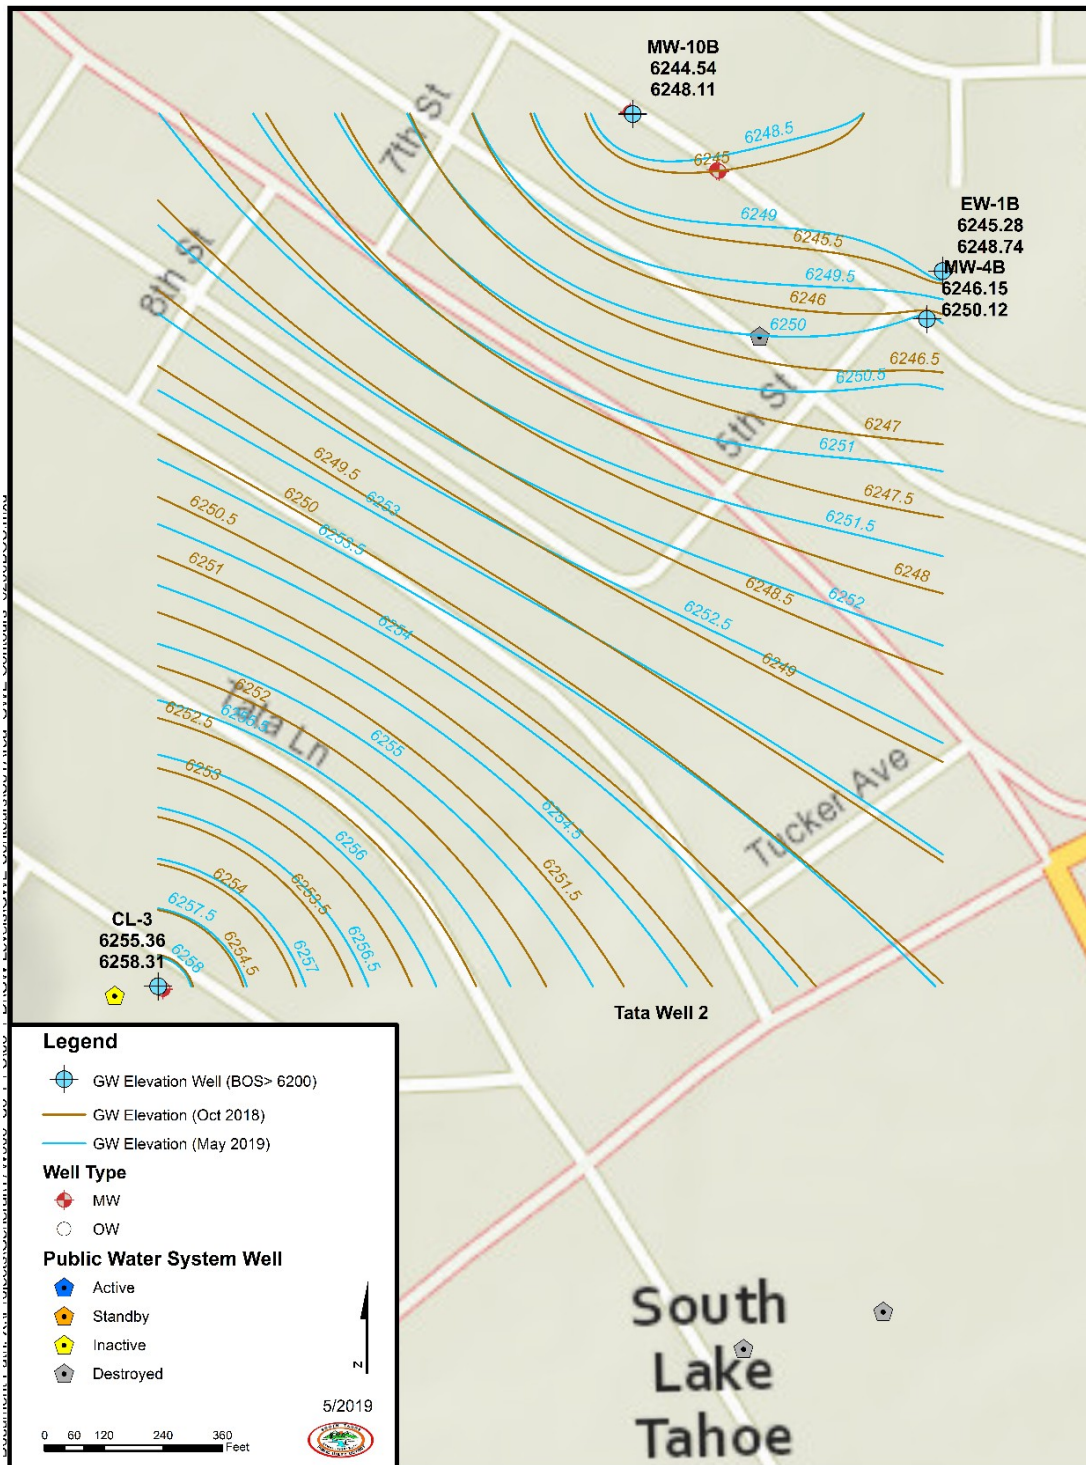 MW-10B
6244.54
6248.11
7th St
6248.5
6245
EW-1B
6245.28
6248.74
6249
6245.5
8th St
MW-4B
6246.15
6250.12
6249.5
6246
6250
6246.5
6250.5
5th St
6247
6251
6249.5
6250
6253
6247.5
6250.5
6253.5
6251.5
6251
6248
6248.5
6252
6254
6252.5
6249
6252
Tata Ln
6252.5
6255.5
6255
6253
Tucker Ave
6254.5
6256
6251.5
6254
6253.5
6257.5
CL-3
6255.36
6258.31
6254.5
6257
6256.5
6258
Tata Well 2
Legend
GW Elevation Well (BOS> 6200)
GW Elevation (Oct 2018)
GW Elevation (May 2019)
Well Type
MW
OW
Public Water System Well
Active
Standby
Inactive
Destroyed
N
5/2019
0 60 120 240 360
Feet
South
Lake
Tahoe